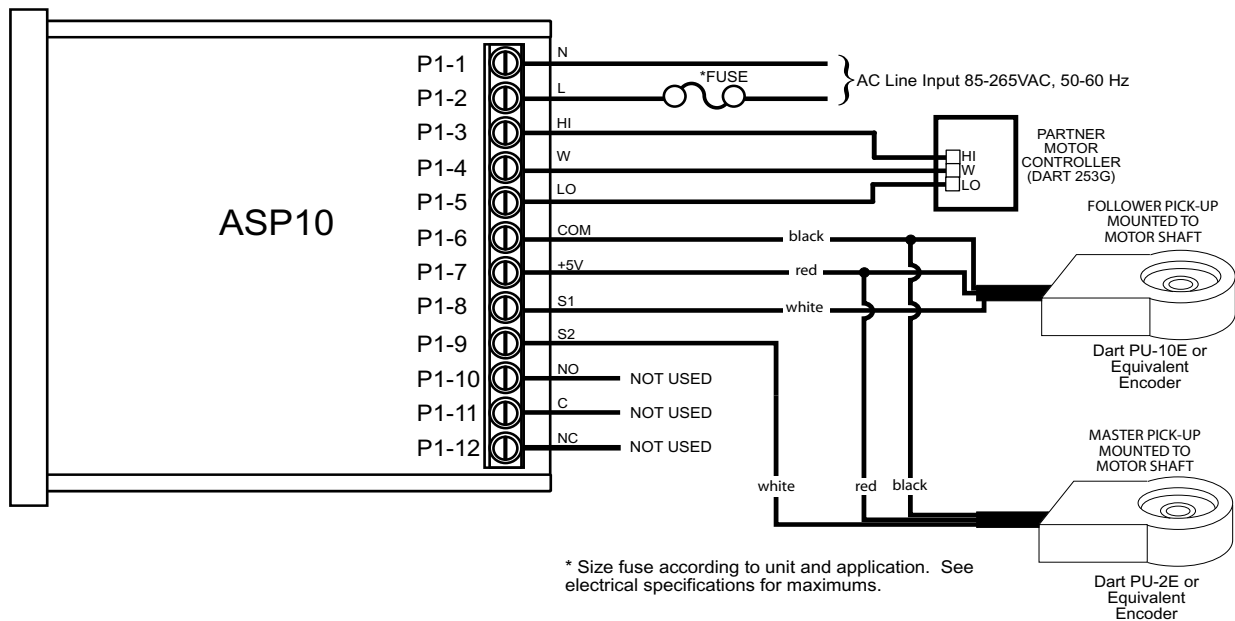 ASP10
P1-1
N
P1-2
L
*FUSE
AC Line Input 85-265VAC, 50-60 Hz
P1-3
HI
P1-4
W
P1-5
LO
HI
W
LO
PARTNER
MOTOR
CONTROLLER
(DART 253G)
P1-6
COM
black
P1-7
+5V
red
P1-8
S1
white
P1-9
S2
P1-10
NO
NOT USED
P1-11
C
NOT USED
P1-12
NC
NOT USED
FOLLOWER PICK-UP
MOUNTED TO
MOTOR SHAFT
Dart PU-10E or
Equivalent
Encoder
white
red
black
MASTER PICK-UP
MOUNTED TO
MOTOR SHAFT
Dart PU-2E or
Equivalent
Encoder
* Size fuse according to unit and application. See
electrical specifications for maximums.